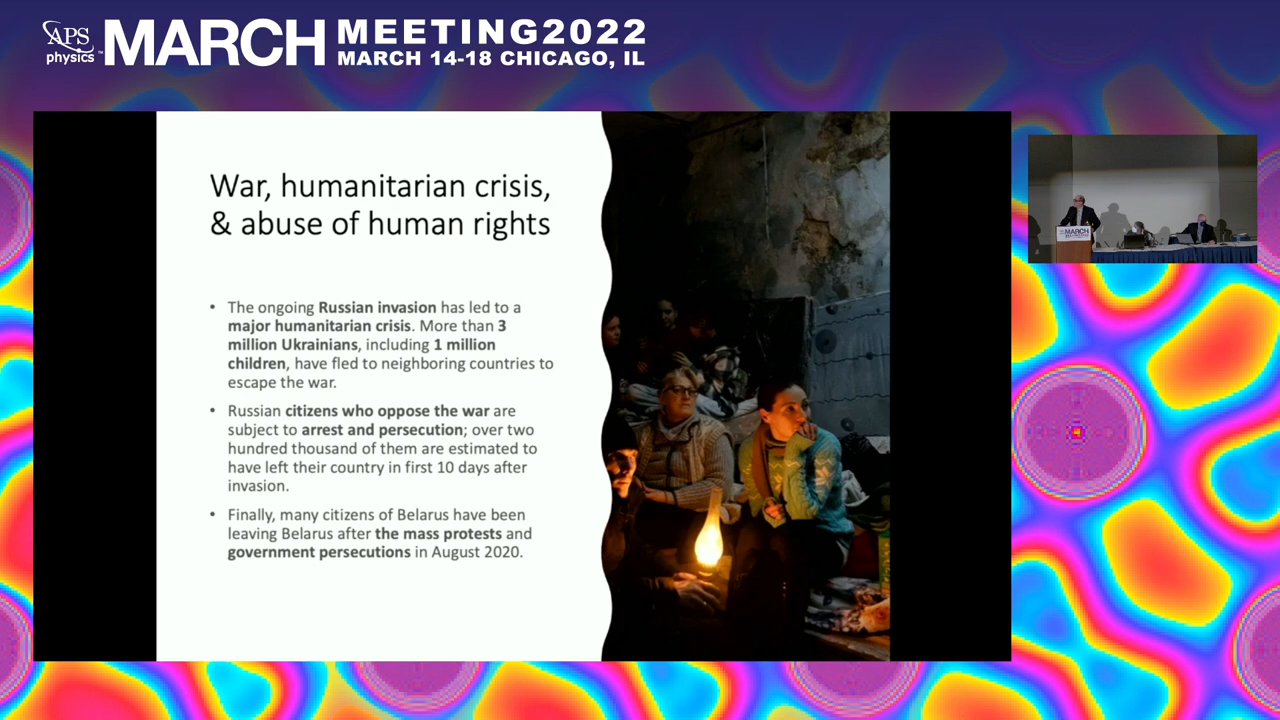 APS
physics
MARCH
MEETING2022
MARCH 14-18 CHICAGO, IL
War, humanitarian crisis,
& abuse of human rights
• The ongoing Russian invasion has led to a
major humanitarian crisis. More than 3
million Ukrainians, including 1 million
children, have fled to neighboring countries to
escape the war.
• Russian citizens who oppose the war are
subject to arrest and persecution; over two
hundred thousand of them are estimated to
have left their country in first 10 days after
invasion.
• Finally, many citizens of Belarus have been
leaving Belarus after the mass protests and
government persecutions in August 2020.
MARCH